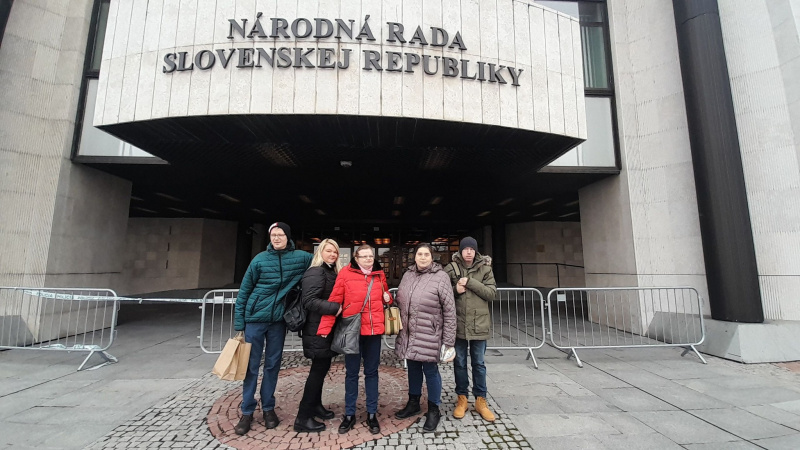 NÁRODNÁ RADA
SLOVENSKEJ REPUBLIKY